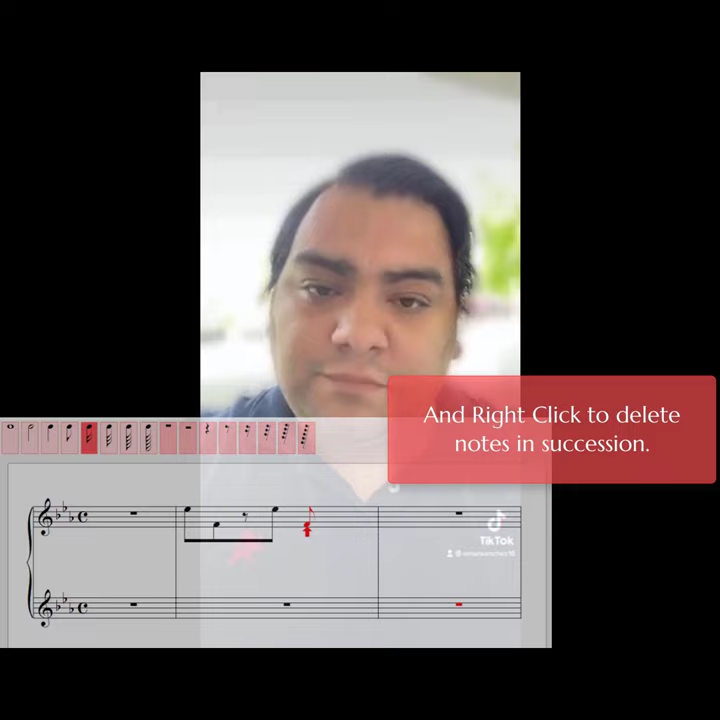 And Right Click to delete
notes in succession.
TikTok